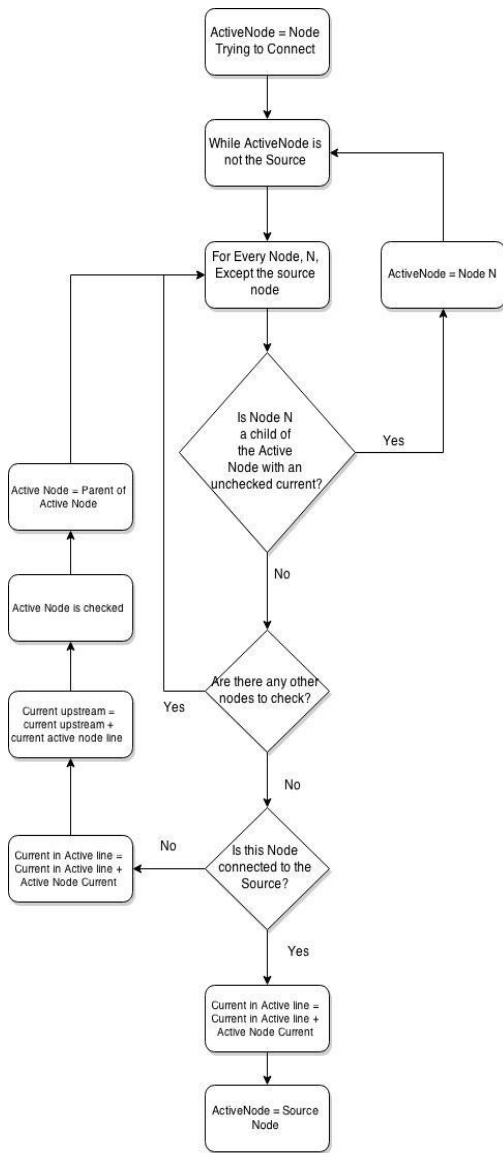 ActiveNode = Node
Trying to Connect
While ActiveNode is
not the Source
For Every Node, N,
Except the source
node
ActiveNode = Node N
Is Node N
a child of
the Active
Node with an
unchecked current?
Yes
No
Active Node = Parent of
Active Node
Active Node is checked
Are there any other
nodes to check?
Yes
No
Current upstream =
current upstream +
current active node line
Is this Node
connected to the
Source?
No
Yes
Current in Active line =
Current in Active line +
Active Node Current
Current in Active line =
Current in Active line +
Active Node Current
ActiveNode = Source
Node